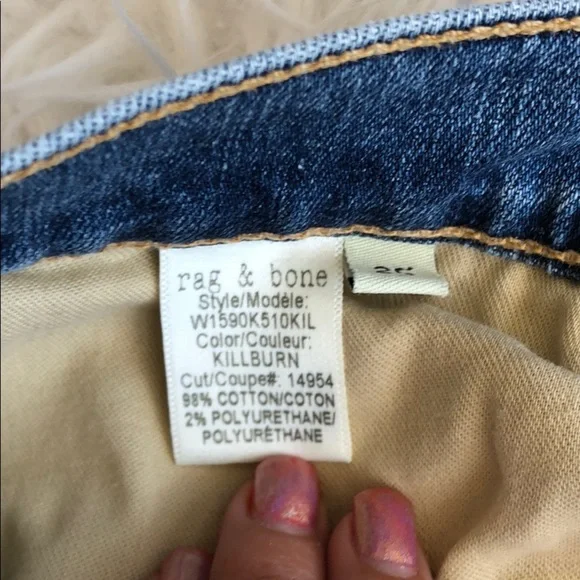 rag & bone
Style/Modèle:
W1590K510KIL
Color/Couleur:
KILLBURN
Cut/Coupe#: 14954
98% COTTON/COTON
2% POLYURETHANE/
POLYURÉTHANE